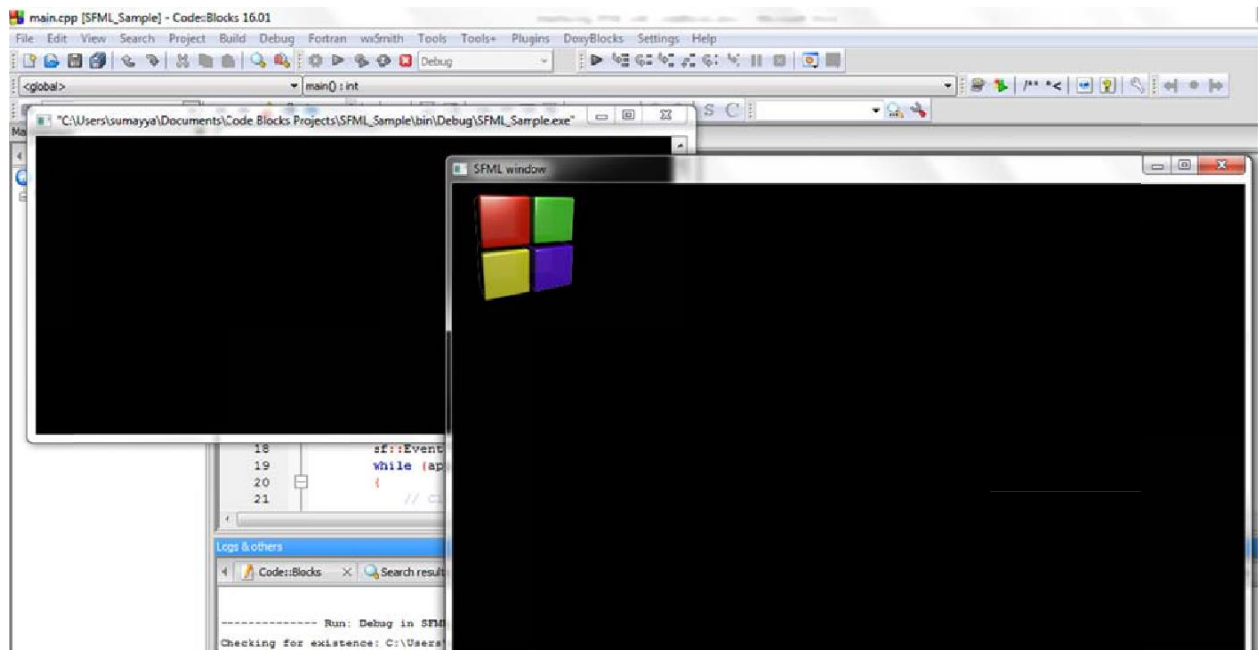 main.cpp [SFML_Sample] - Code::Blocks 16.01
File Edit View Search Project Build Debug Fortran wxSmith Tools Tools+ Plugins DoxyBlocks Settings Help
Debug
<global>
main() : int
/** *<
S C
"C:\Users\sumayya\Documents\Code Blocks Projects\SFML_Sample\bin\Debug\SFML_Sample.exe"
SFML window
18 sf::Event
19 while (ap
20 {
21 // Cl
Logs & others
Code::Blocks Search result
-------------- Run: Debug in SFM
Checking for existence: C:\Users\